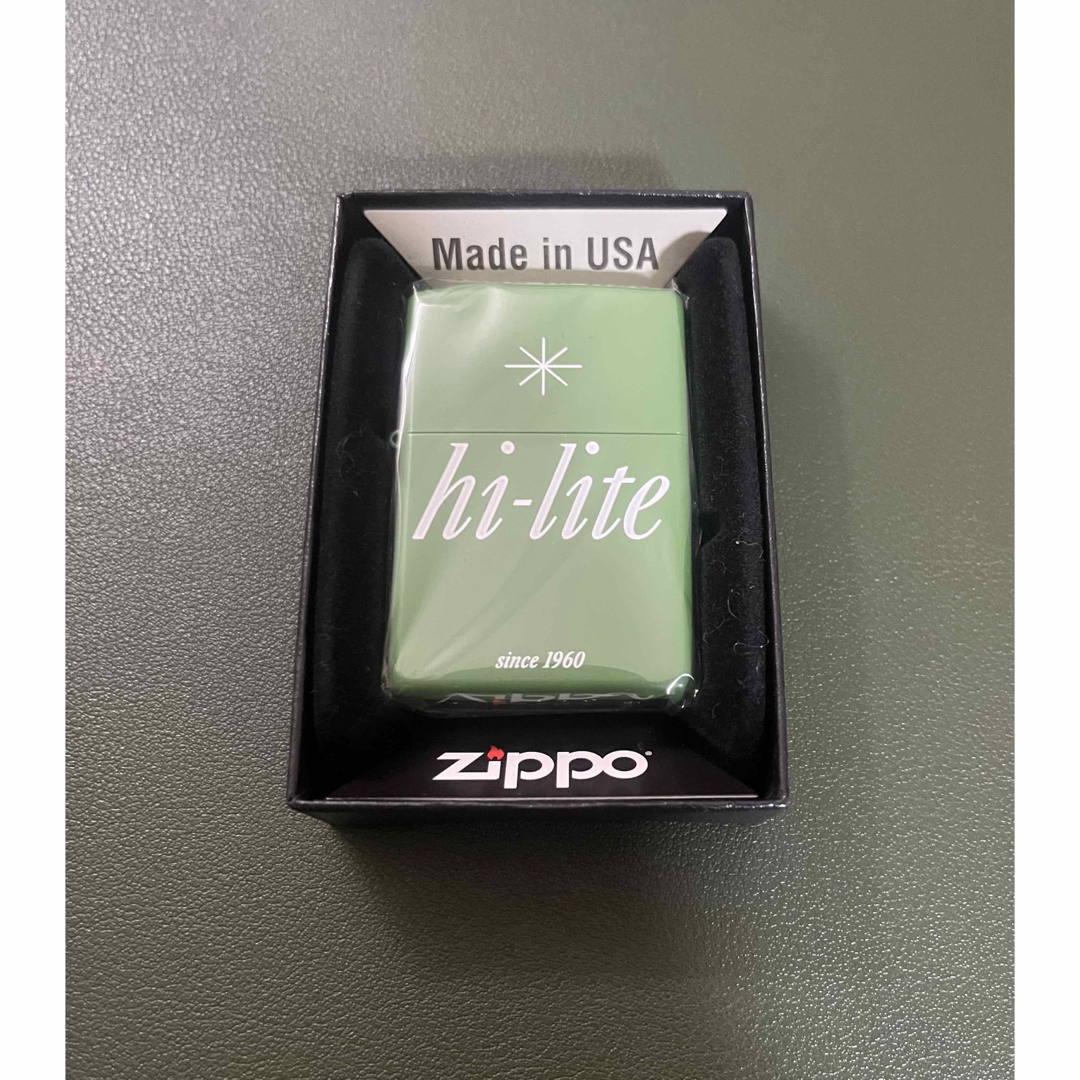 Made in USA
hi-lite
since 1960
zippo